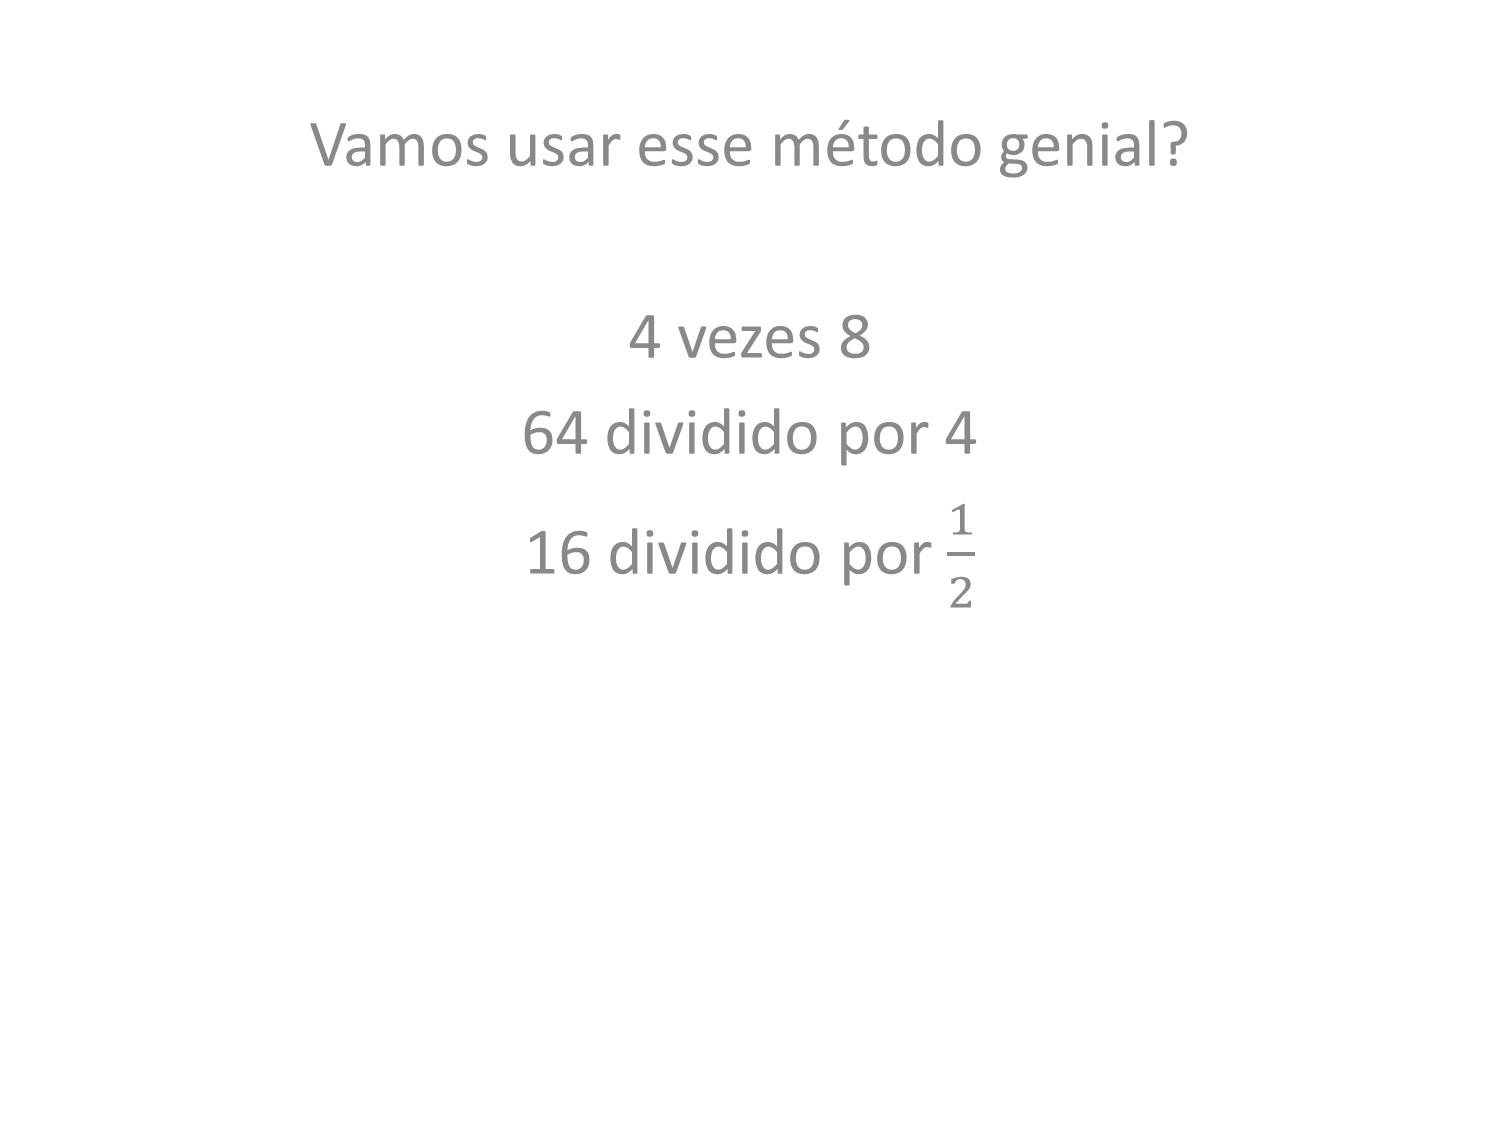 Vamos usar esse método genial?
4 vezes 8
64 dividido por 4
16 dividido por 1/2